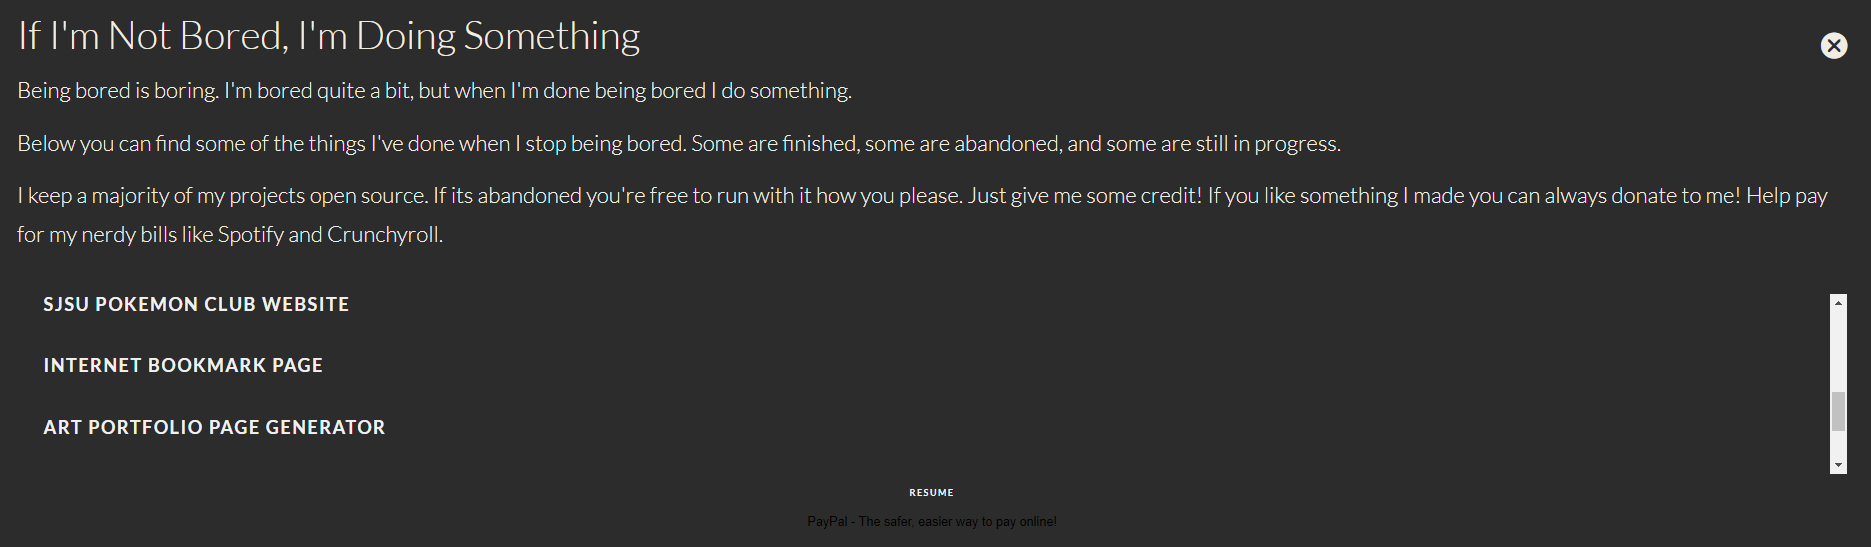 If I'm Not Bored, I'm Doing Something
Being bored is boring. I'm bored quite a bit, but when I'm done being bored I do something.
Below you can find some of the things I've done when I stop being bored. Some are finished, some are abandoned, and some are still in progress.
I keep a majority of my projects open source. If its abandoned you're free to run with it how you please. Just give me some credit! If you like something I made you can always donate to me! Help pay
for my nerdy bills like Spotify and Crunchyroll.
SJSU POKEMON CLUB WEBSITE
INTERNET BOOKMARK PAGE
ART PORTFOLIO PAGE GENERATOR
RESUME
PayPal - The safer, easier way to pay online!